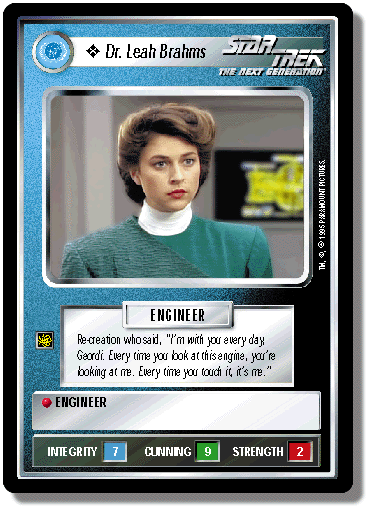 ❖ Dr. Leah Brahms
STAR TREK
THE NEXT GENERATION
TM, ®, © 1995 PARAMOUNT PICTURES.
ENGINEER
Re-creation who said, "I'm with you every day,
Geordi. Every time you look at this engine, you're
looking at me. Every time you touch it, it's me."
ENGINEER
INTEGRITY 7 CUNNING 9 STRENGTH 2